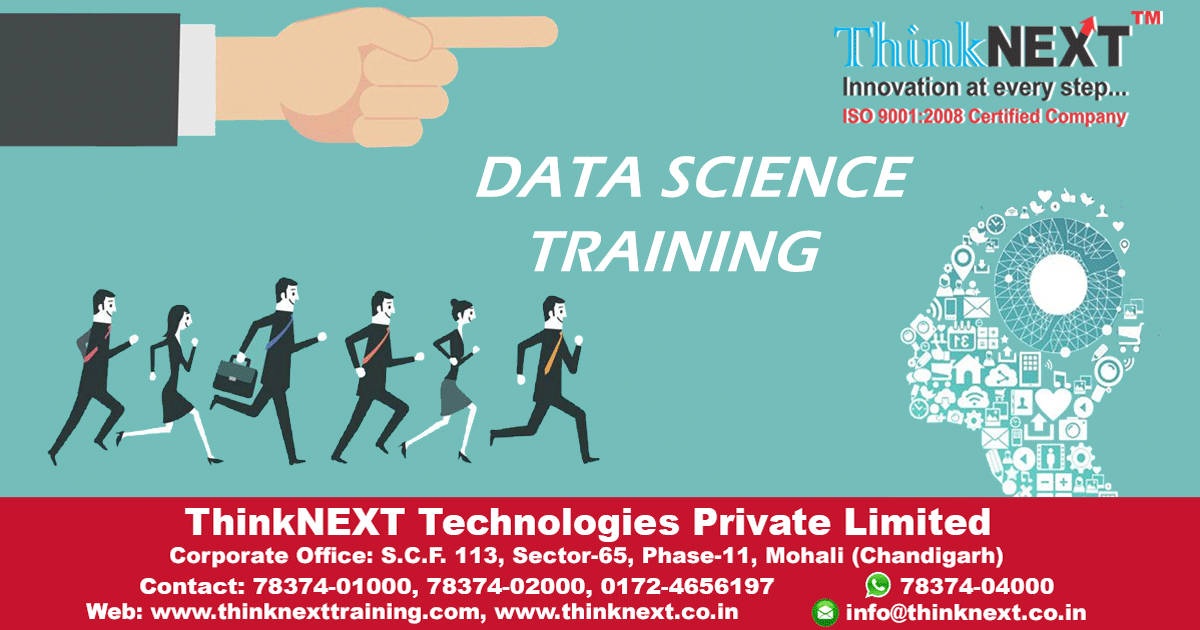 ThinkNEXT TM
Innovation at every step...
ISO 9001:2008 Certified Company
DATA SCIENCE
TRAINING
ThinkNEXT Technologies Private Limited
Corporate Office: S.C.F. 113, Sector-65, Phase-11, Mohali (Chandigarh)
Contact: 78374-01000, 78374-02000, 0172-4656197 78374-04000
Web: www.thinknexttraining.com, www.thinknext.co.in info@thinknext.co.in